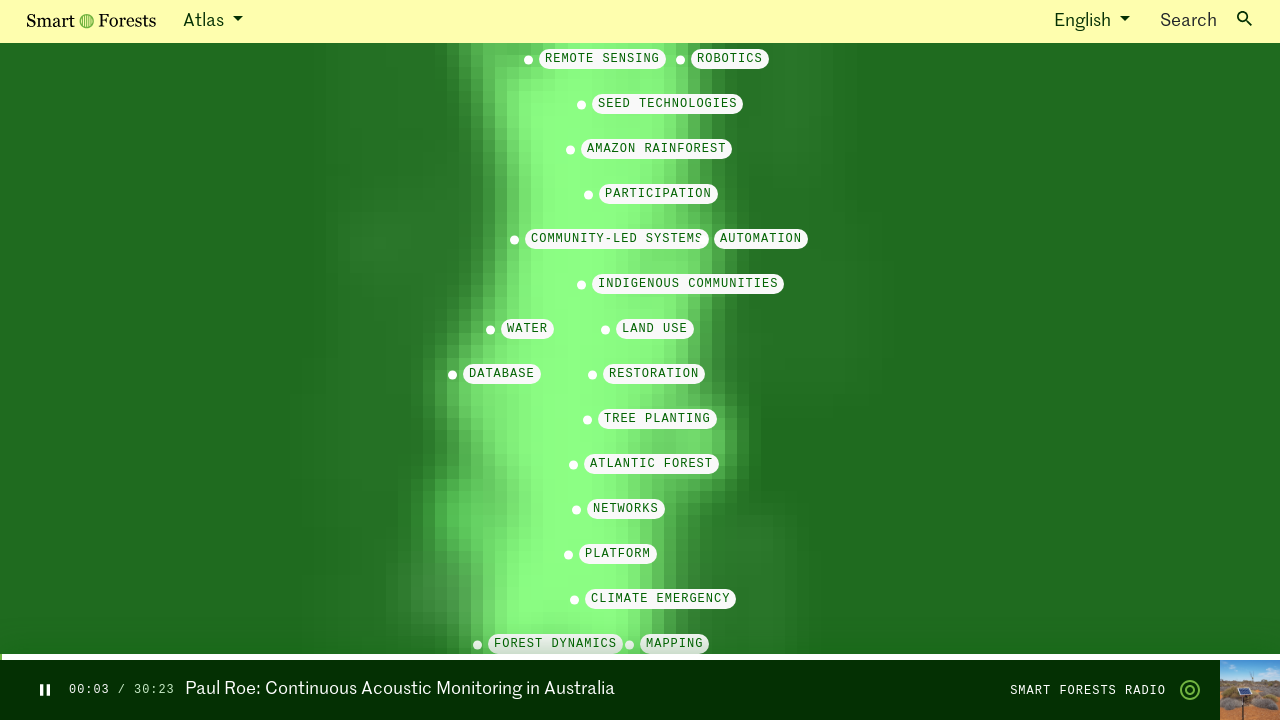 Smart Forests Atlas English Search
REMOTE SENSING ROBOTICS
SEED TECHNOLOGIES
AMAZON RAINFOREST
PARTICIPATION
COMMUNITY-LED SYSTEMS AUTOMATION
INDIGENOUS COMMUNITIES
WATER LAND USE
DATABASE RESTORATION
TREE PLANTING
ATLANTIC FOREST
NETWORKS
PLATFORM
CLIMATE EMERGENCY
FOREST DYNAMICS MAPPING
00:03 / 30:23 Paul Roe: Continuous Acoustic Monitoring in Australia SMART FORESTS RADIO